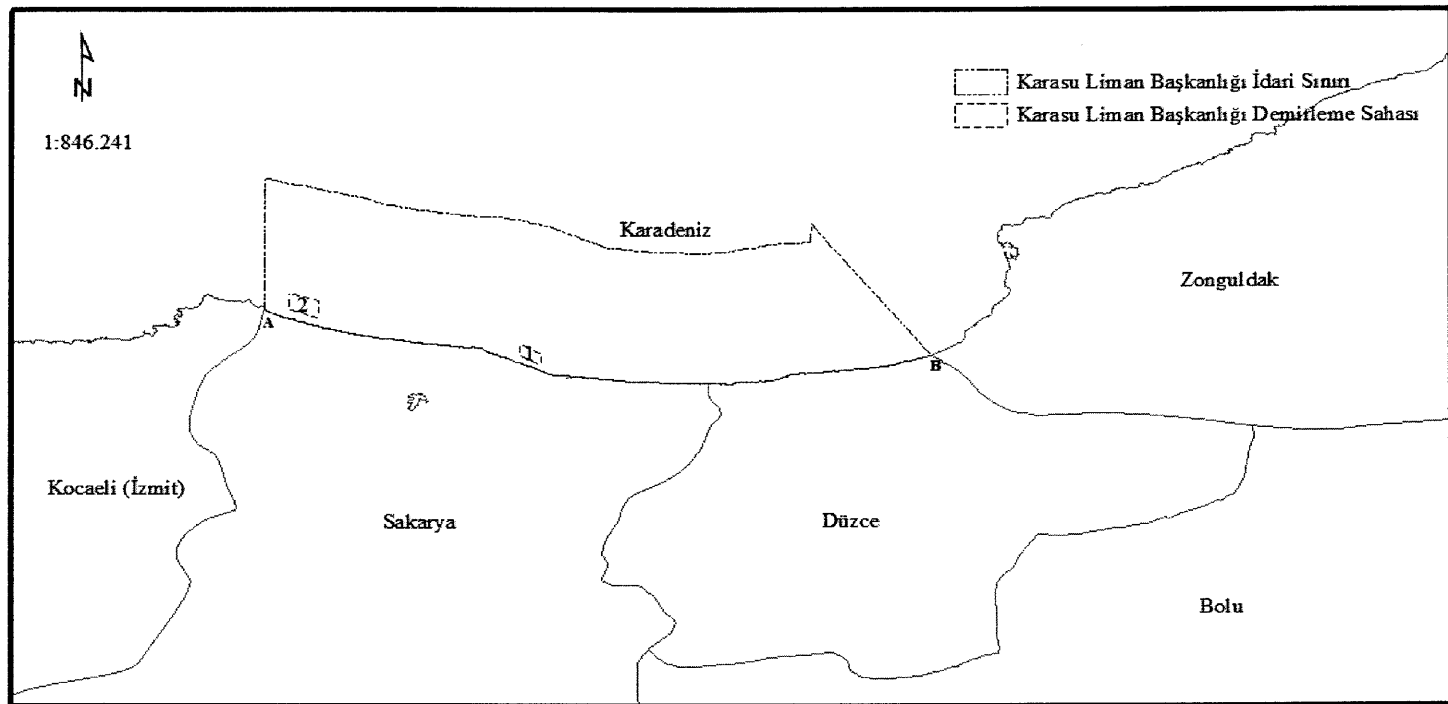 N
1:846.241
Karasu Liman Başkanlığı İdari Sınırı
Karasu Liman Başkanlığı Demirleme Sahası
Karadeniz
Zonguldak
2
A
1
B
Kocaeli (İzmit)
Sakarya
Düzce
Bolu